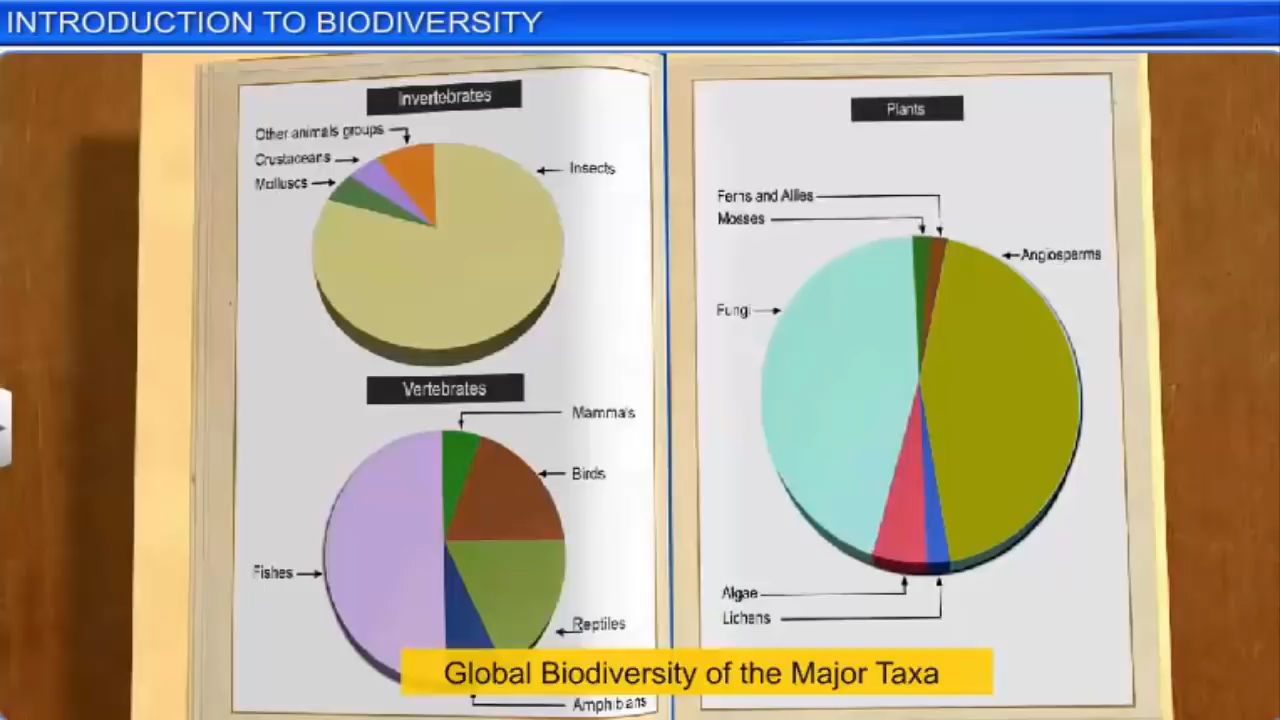 INTRODUCTION TO BIODIVERSITY
Invertebrates
Other animals groups
Crustaceans
Molluscs
Insects
Vertebrates
Mammals
Birds
Fishes
Reptiles
Amphibians
Plants
Ferns and Allies
Mosses
Angiosperms
Fungi
Algae
Lichens
Global Biodiversity of the Major Taxa